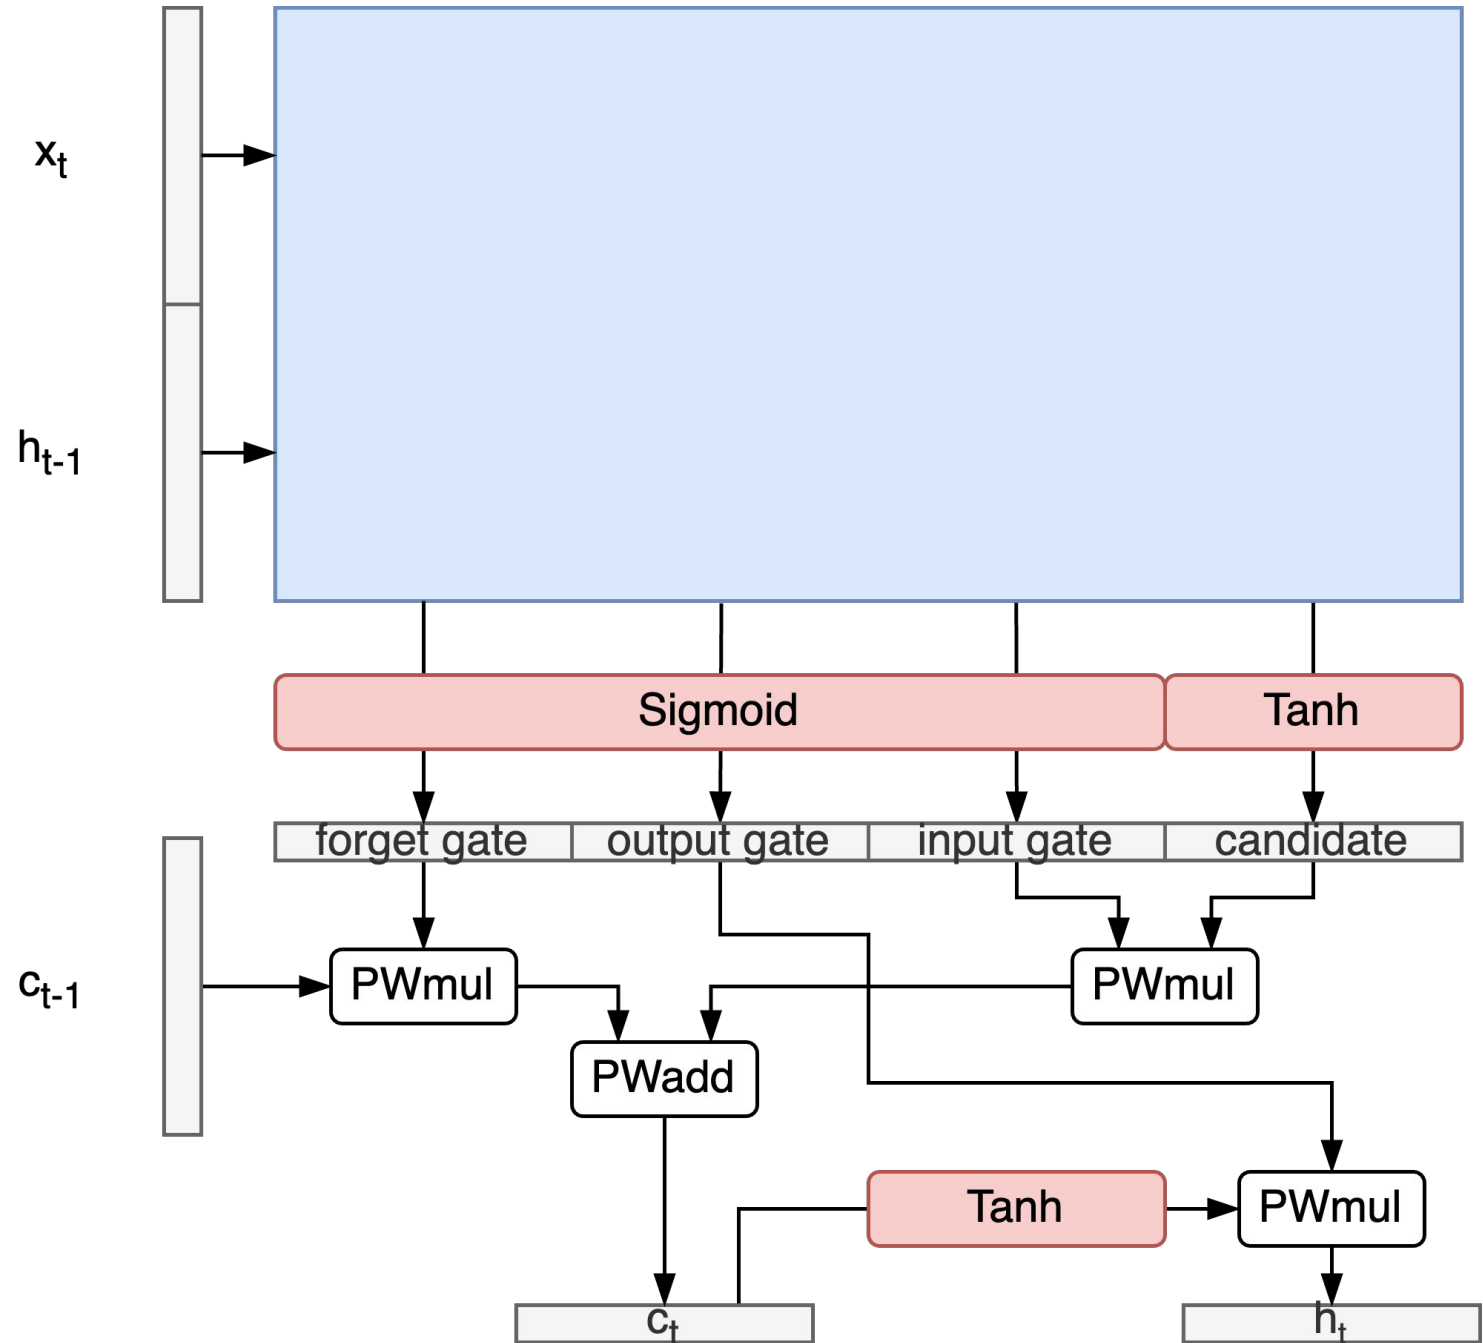 xt
ht-1
Sigmoid
Tanh
forget gate
output gate
input gate
candidate
ct-1
PWmul
PWmul
PWadd
Tanh
PWmul
ct
ht